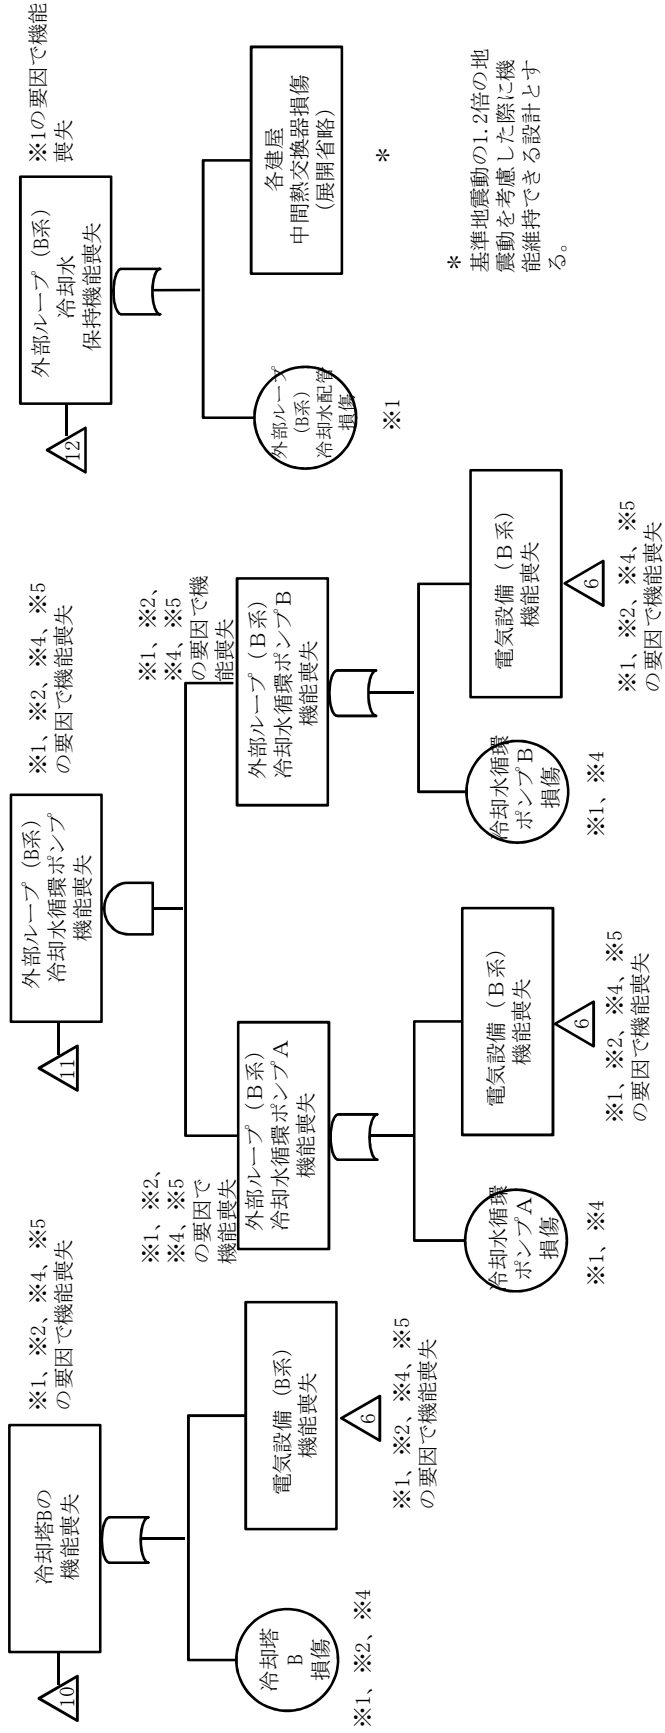 10
冷却塔Bの
機能喪失
※1、※2、※4、※5
の要因で機能喪失
冷却塔
B
損傷
※1、※2、※4
電気設備（B系）
機能喪失
6
※1、※2、※4、※5
の要因で機能喪失
11
外部ループ（B系）
冷却水循環ポンプ
機能喪失
※1、※2、※4、※5
の要因で機能喪失
※1、※2、
※4、※5
の要因で
機能喪失
外部ループ（Ｂ系）
冷却水循環ポンプＡ
機能喪失
冷却水循環
ポンプＡ
損傷
※1、※4
電気設備（Ｂ系）
機能喪失
6
※1、※2、※4、※5
の要因で機能喪失
※1、※2、
※4、※5
の要因で機
能喪失
外部ループ（Ｂ系）
冷却水循環ポンプＢ
機能喪失
冷却水循環
ポンプＢ
損傷
※1、※4
電気設備（Ｂ系）
機能喪失
6
※1、※2、※4、※5
の要因で機能喪失
12
外部ループ（B系）
冷却水
保持機能喪失
※1の要因で機能
喪失
外部ループ
(B系)
冷却水配管
損傷
※1
各建屋
中間熱交換器損傷
(展開省略)
*
*
基準地震動の1.2倍の地
震動を考慮した際に機
能維持できる設計とす
る。